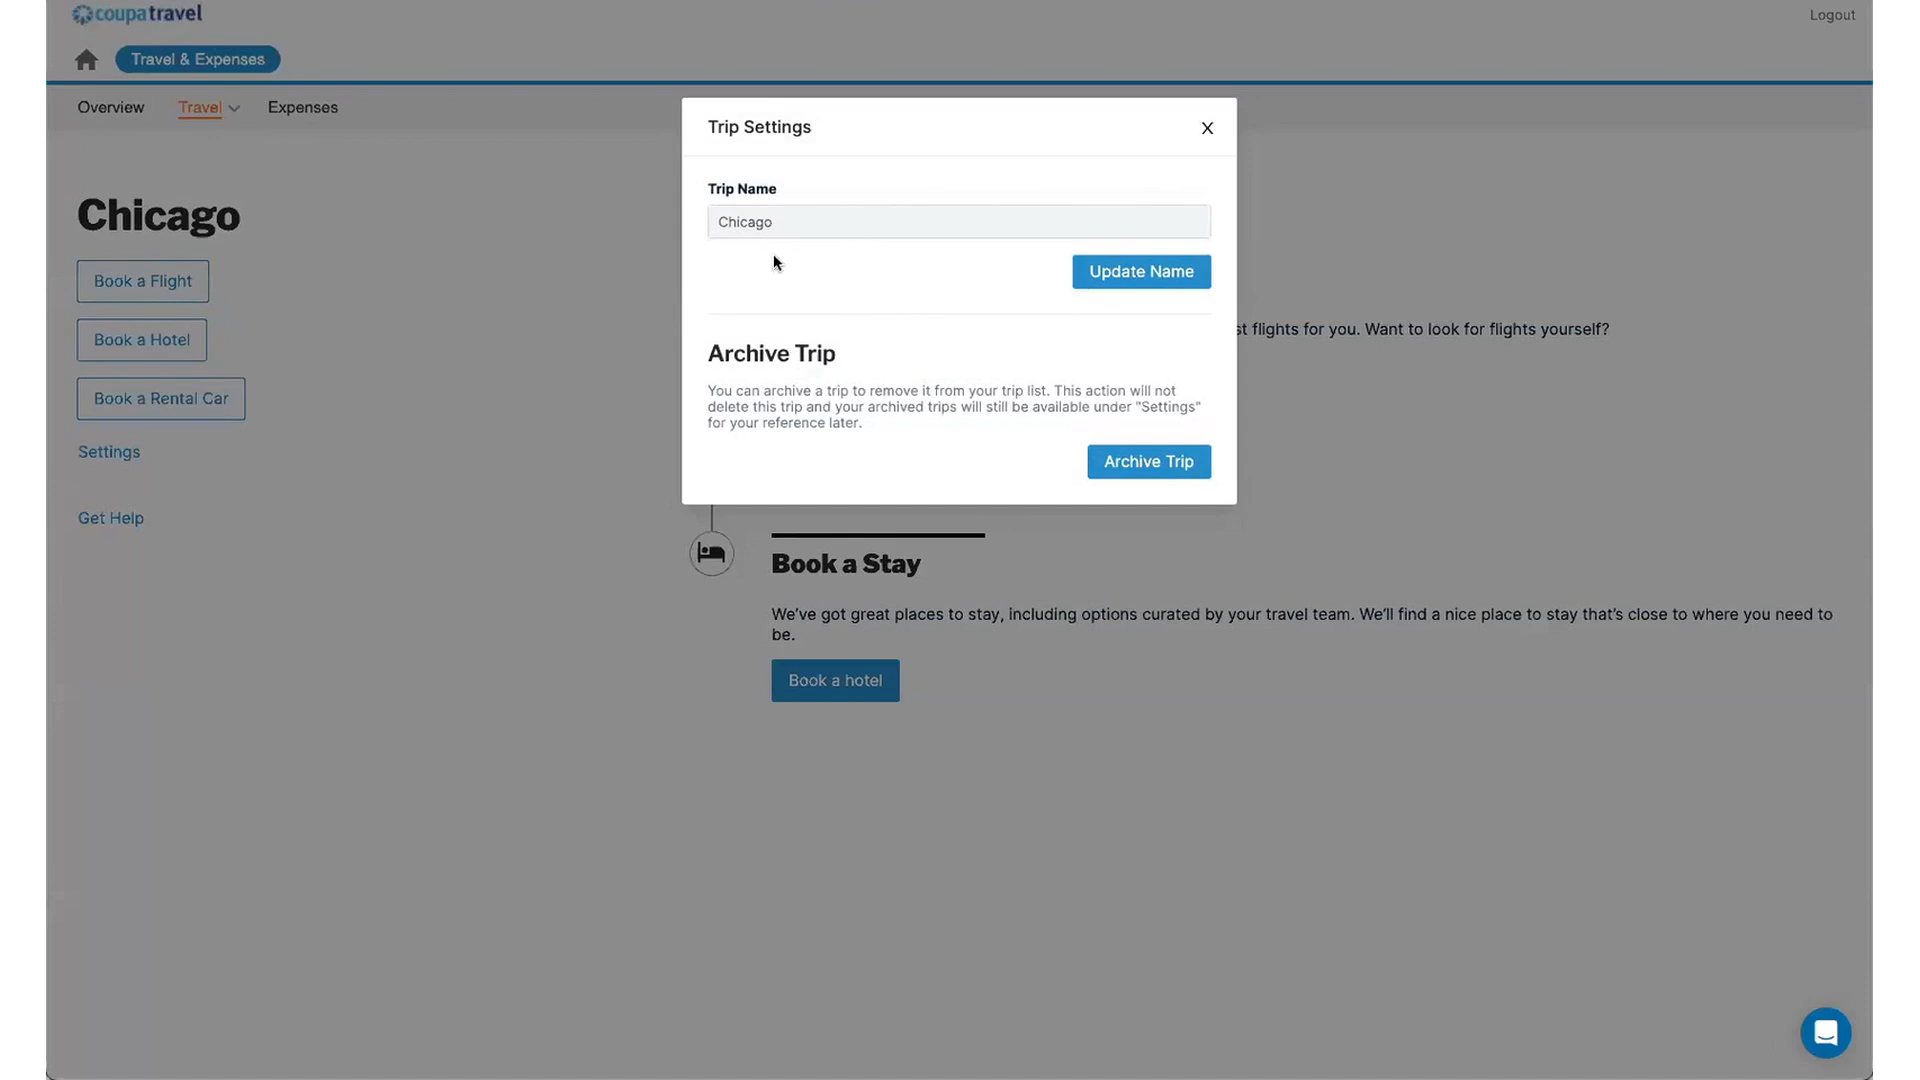 coupatravel
Logout
Travel & Expenses
Overview
Travel
Expenses
Trip Settings
X
Trip Name
Chicago
Update Name
Archive Trip
You can archive a trip to remove it from your trip list. This action will not
delete this trip and your archived trips will still be available under "Settings"
for your reference later.
Archive Trip
Chicago
Book a Flight
Book a Hotel
Book a Rental Car
Settings
Get Help
flights for you. Want to look for flights yourself?
Book a Stay
We've got great places to stay, including options curated by your travel team. We'll find a nice place to stay that's close to where you need to
be.
Book a hotel